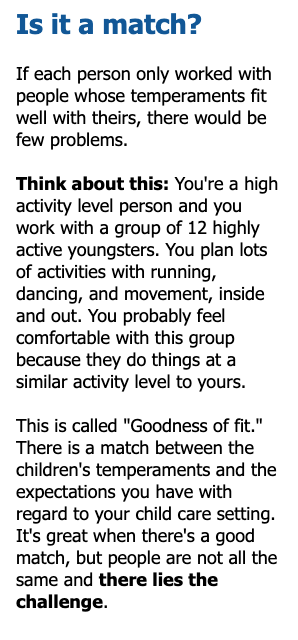 Is it a match?
If each person only worked with
people whose temperaments fit
well with theirs, there would be
few problems.
Think about this: You're a high
activity level person and you
work with a group of 12 highly
active youngsters. You plan lots
of activities with running,
dancing, and movement, inside
and out. You probably feel
comfortable with this group
because they do things at a
similar activity level to yours.
This is called "Goodness of fit."
There is a match between the
children's temperaments and the
expectations you have with
regard to your child care setting.
It's great when there's a good
match, but people are not all the
same and there lies the
challenge.